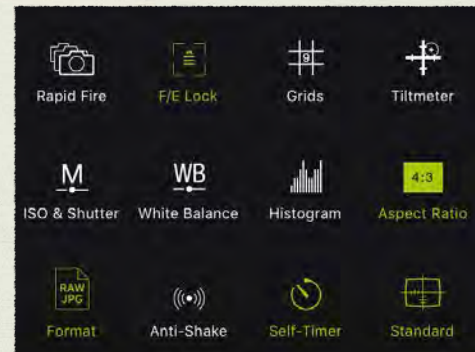 9
Rapid Fire
F/E Lock
Grids
Tiltmeter
M
WB
4:3
ISO & Shutter
White Balance
Histogram
Aspect Ratio
RAW
JPG
Format
Anti-Shake
Self-Timer
Standard